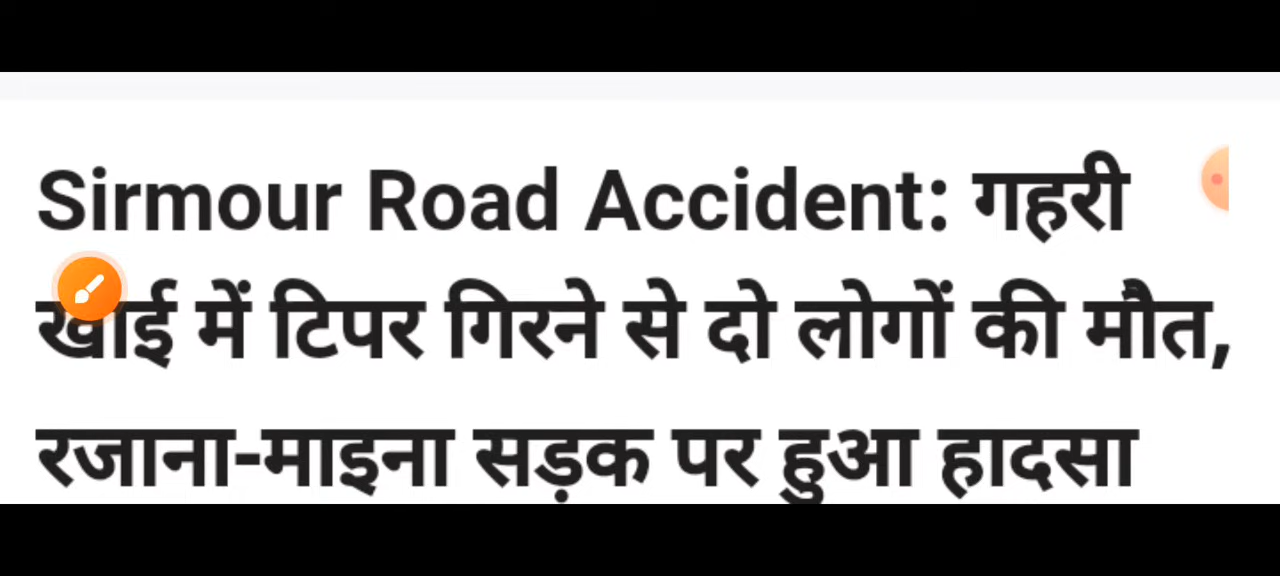 Sirmour Road Accident: गहरी
खाई में टिपर गिरने से दो लोगों की मौत,
रजाना-माइना सड़क पर हुआ हादसा